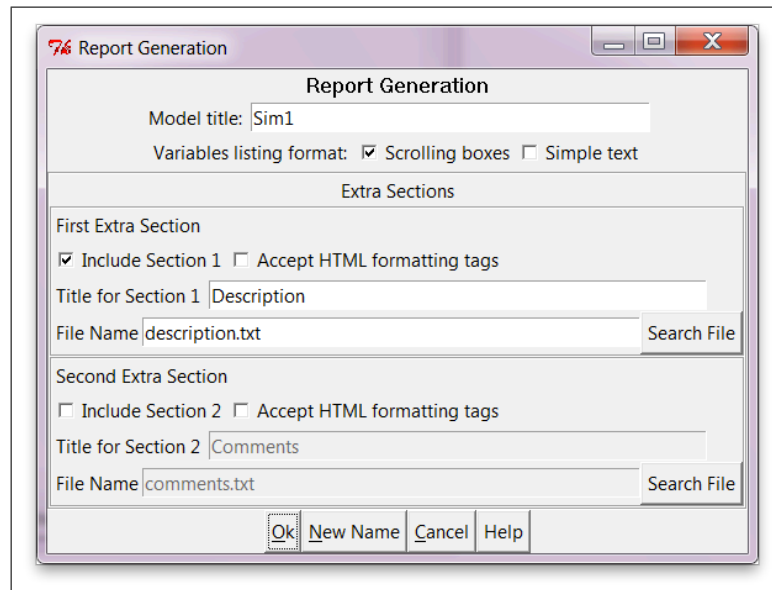 Report Generation
Report Generation
Model title: Sim1
Variables listing format: Scrolling boxes Simple text
Extra Sections
First Extra Section
Include Section 1 Accept HTML formatting tags
Title for Section 1 Description
File Name description.txt Search File
Second Extra Section
Include Section 2 Accept HTML formatting tags
Title for Section 2 Comments
File Name comments.txt Search File
Ok New Name Cancel Help